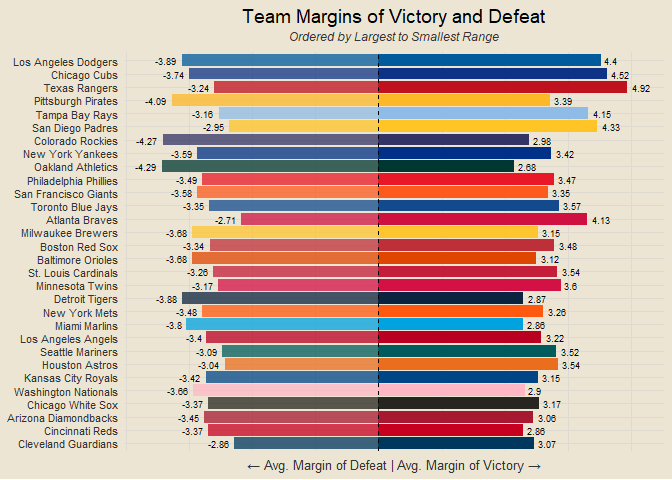 Team Margins of Victory and Defeat
Ordered by Largest to Smallest Range
Los Angeles Dodgers -3.89 4.4
Chicago Cubs -3.74 4.52
Texas Rangers -3.24 4.92
Pittsburgh Pirates -4.09 3.39
Tampa Bay Rays -3.16 4.15
San Diego Padres -2.95 4.33
Colorado Rockies -4.27 2.98
New York Yankees -3.59 3.42
Oakland Athletics -4.29 2.68
Philadelphia Phillies -3.49 3.47
San Francisco Giants -3.58 3.35
Toronto Blue Jays -3.35 3.57
Atlanta Braves -2.71 4.13
Milwaukee Brewers -3.68 3.15
Boston Red Sox -3.34 3.48
Baltimore Orioles -3.68 3.12
St. Louis Cardinals -3.26 3.54
Minnesota Twins -3.17 3.6
Detroit Tigers -3.88 2.87
New York Mets -3.48 3.26
Miami Marlins -3.8 2.86
Los Angeles Angels -3.4 3.22
Seattle Mariners -3.09 3.52
Houston Astros -3.04 3.54
Kansas City Royals -3.42 3.15
Washington Nationals -3.66 2.9
Chicago White Sox -3.37 3.17
Arizona Diamondbacks -3.45 3.06
Cincinnati Reds -3.37 2.86
Cleveland Guardians -2.86 3.07
← Avg. Margin of Defeat | Avg. Margin of Victory →